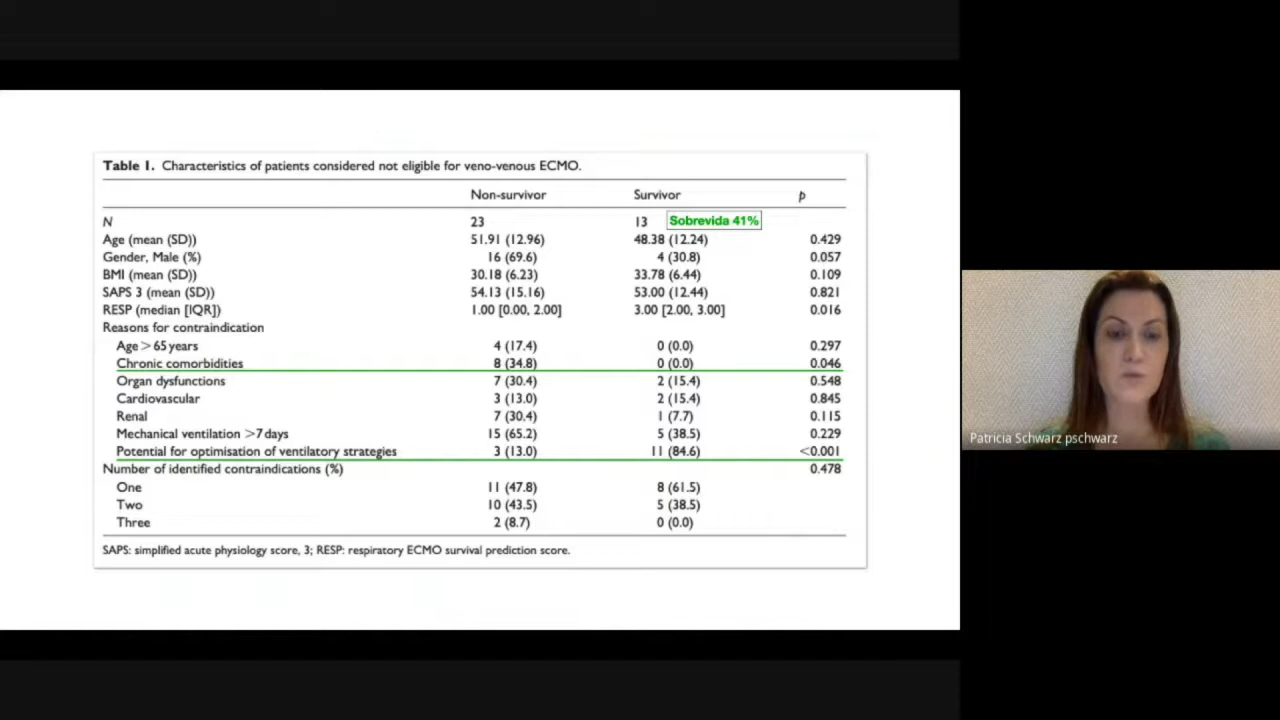 Table 1. Characteristics of patients considered not eligible for veno-venous ECMO.
Non-survivor Survivor p
N 23 13 Sobrevida 41%
Age (mean (SD)) 51.91 (12.96) 48.38 (12.24) 0.429
Gender, Male (%) 16 (69.6) 4 (30.8) 0.057
BMI (mean (SD)) 30.18 (6.23) 33.78 (6.44) 0.109
SAPS 3 (mean (SD)) 54.13 (15.16) 53.00 (12.44) 0.821
RESP (median [IQR]) 1.00 [0.00, 2.00] 3.00 [2.00, 3.00] 0.016
Reasons for contraindication
Age > 65 years 4 (17.4) 0 (0.0) 0.297
Chronic comorbidities 8 (34.8) 0 (0.0) 0.046
Organ dysfunctions 7 (30.4) 2 (15.4) 0.548
Cardiovascular 3 (13.0) 2 (15.4) 0.845
Renal 7 (30.4) 1 (7.7) 0.115
Mechanical ventilation >7 days 15 (65.2) 5 (38.5) 0.229
Potential for optimisation of ventilatory strategies 3 (13.0) 11 (84.6) <0.001
Number of identified contraindications (%) 0.478
One 11 (47.8) 8 (61.5)
Two 10 (43.5) 5 (38.5)
Three 2 (8.7) 0 (0.0)
SAPS: simplified acute physiology score, 3; RESP: respiratory ECMO survival prediction score.
Patricia Schwarz pschwarz